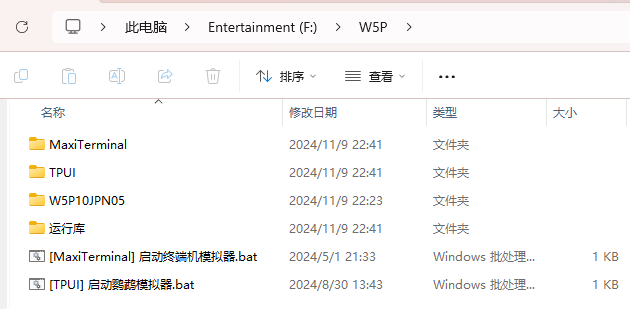 此电脑 > Entertainment (F:) > W5P >
排序 查看 ...
名称 修改日期 类型 大小
MaxiTerminal 2024/11/9 22:41 文件夹
TPUI 2024/11/9 22:41 文件夹
W5P10JPN05 2024/11/9 22:23 文件夹
运行库 2024/11/9 22:41 文件夹
[MaxiTerminal] 启动终端机模拟器.bat 2024/5/1 21:33 Windows 批处理... 1 KB
[TPUI] 启动鹦鹉模拟器.bat 2024/8/30 13:43 Windows 批处理... 1 KB